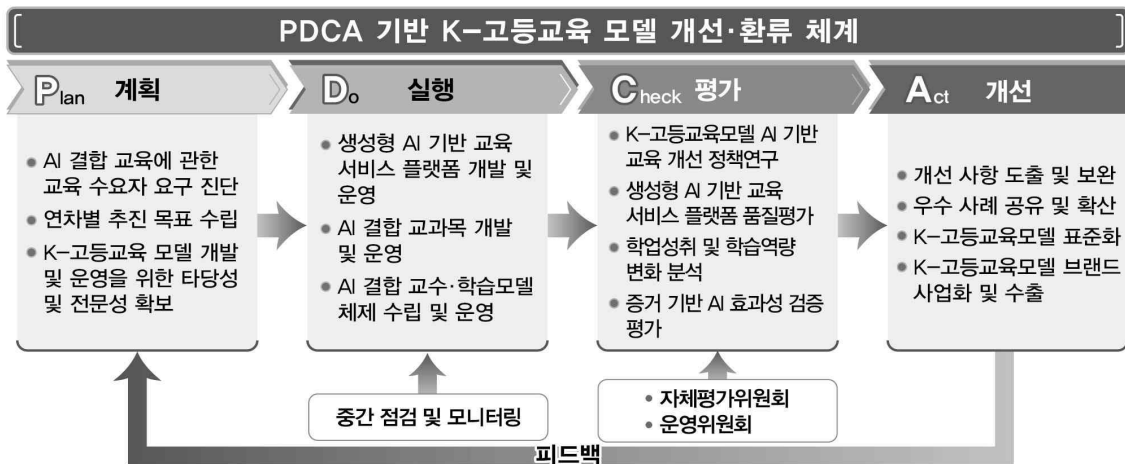 PDCA 기반 K-고등교육 모델 개선·환류 체계
Plan 계획
• AI 결합 교육에 관한
교육 수요자 요구 진단
• 연차별 추진 목표 수립
• K-고등교육 모델 개발
및 운영을 위한 타당성
및 전문성 확보
Do 실행
• 생성형 AI 기반 교육
서비스 플랫폼 개발 및
운영
• AI 결합 교과목 개발
및 운영
• AI 결합 교수·학습모델
체제 수립 및 운영
중간 점검 및 모니터링
Check 평가
• K-고등교육모델 AI 기반
교육 개선 정책연구
• 생성형 AI 기반 교육
서비스 플랫폼 품질평가
• 학업성취 및 학습역량
변화 분석
• 증거 기반 AI 효과성 검증
평가
• 자체평가위원회
• 운영위원회
Act 개선
• 개선 사항 도출 및 보완
• 우수 사례 공유 및 확산
• K-고등교육모델 표준화
• K-고등교육모델 브랜드
사업화 및 수출
피드백